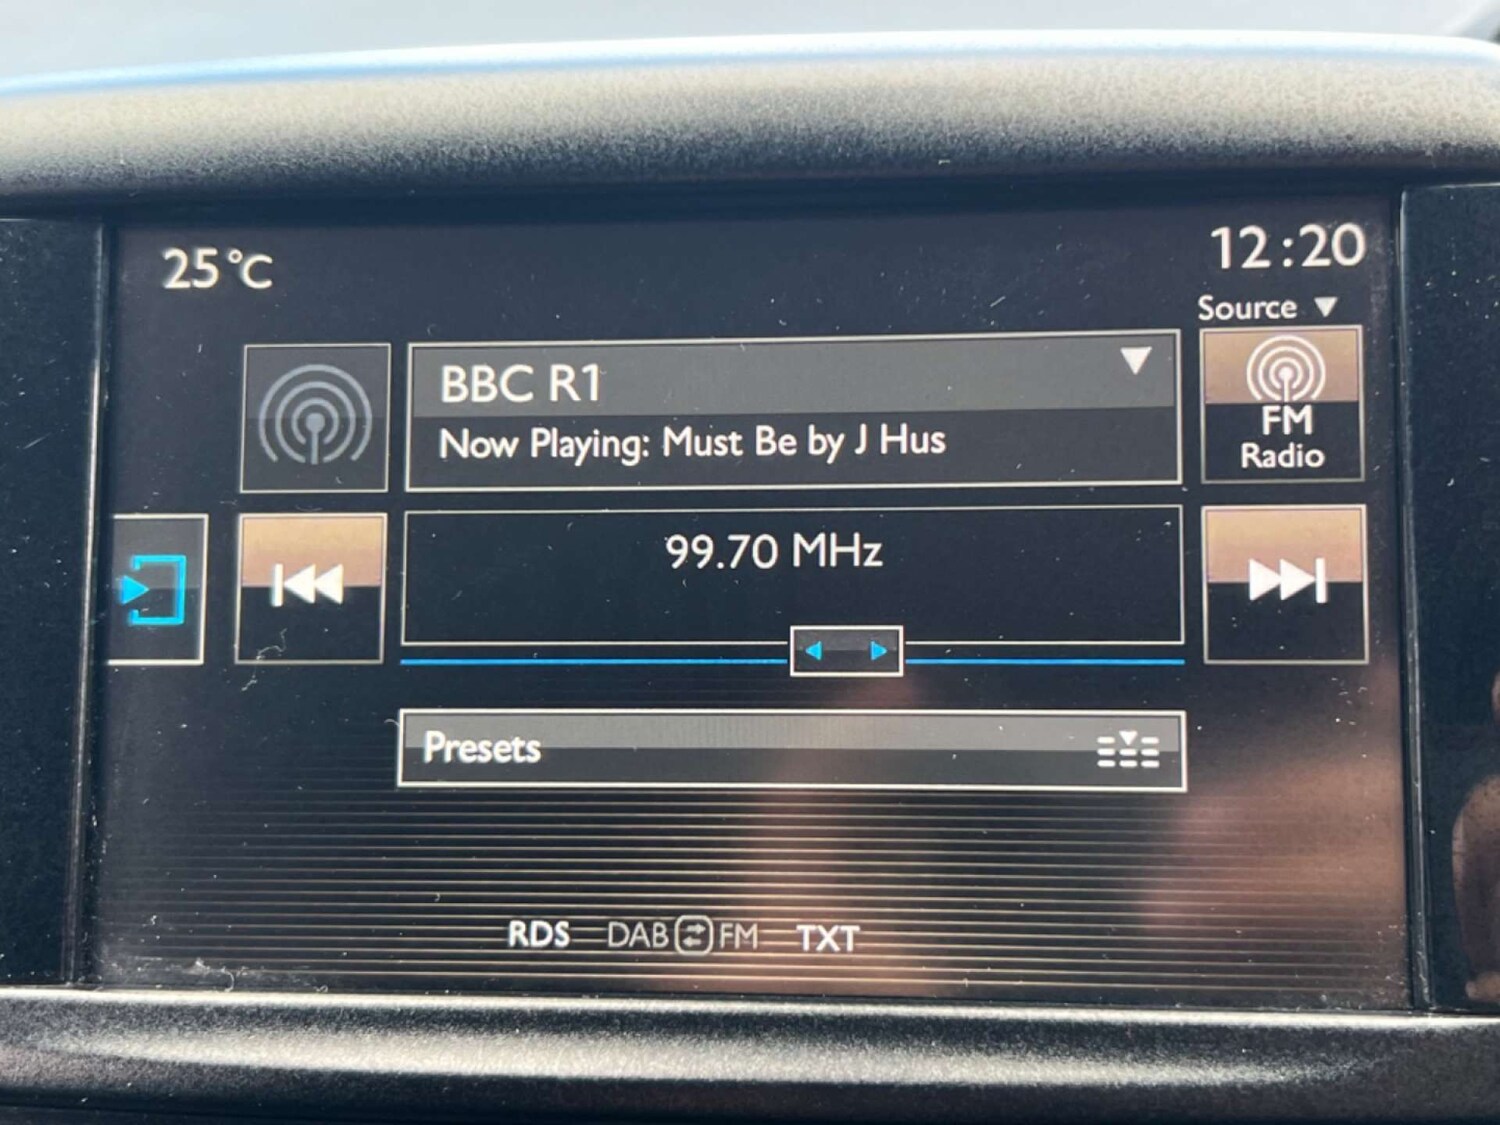 25°C
12:20
Source
BBC R1
Now Playing: Must Be by J Hus
FM
Radio
99.70 MHz
Presets
RDS DAB FM TXT